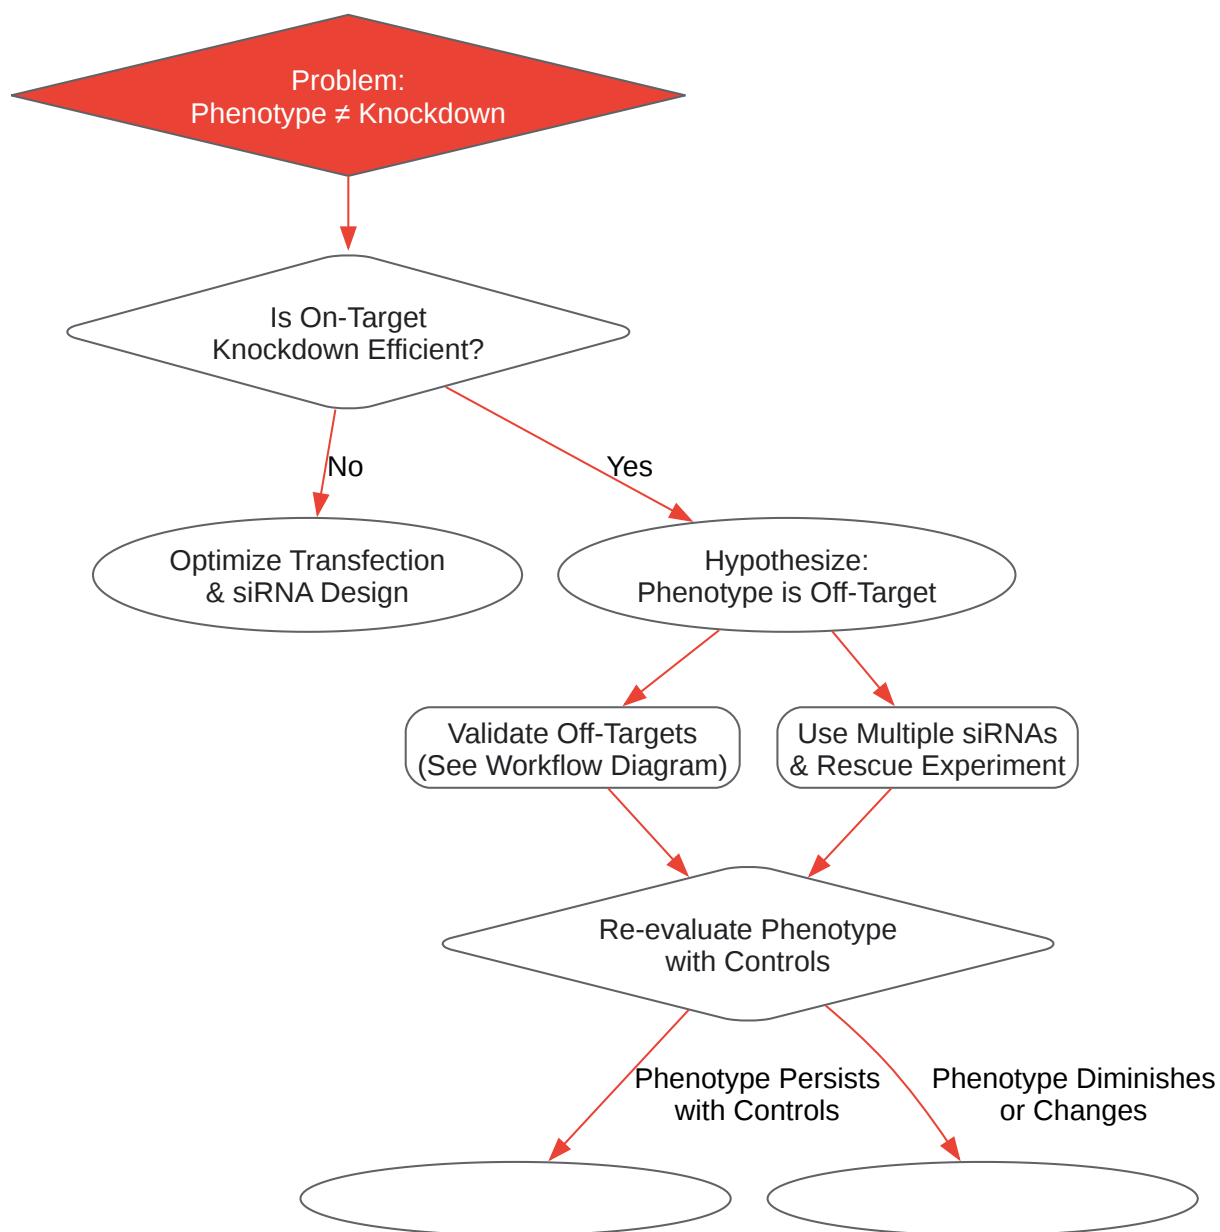 Problem:
Phenotype ≠ Knockdown
Is On-Target
Knockdown Efficient?
No
Yes
Optimize Transfection
& siRNA Design
Hypothesize:
Phenotype is Off-Target
Validate Off-Targets
(See Workflow Diagram)
Use Multiple siRNAs
& Rescue Experiment
Re-evaluate Phenotype
with Controls
Phenotype Persists
with Controls
Phenotype Diminishes
or Changes